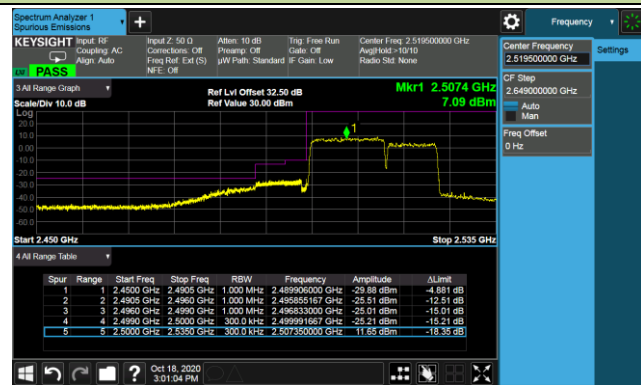 Spectrum Analyzer 1
Spurious Emissions
Frequency
KEYSIGHT
Input: RF
Coupling: AC
Align: Auto
Input Z: 50 Ω
Corrections: Off
Freq Ref: Ext (S)
NFE: Off
Atten: 10 dB
Preamp: Off
µW Path: Standard
Trig: Free Run
Gate: Off
IF Gain: Low
Center Freq: 2.519500000 GHz
Avg|Hold:>10/10
Radio Std: None
PASS
Center Frequency
2.519500000 GHz
Settings
CF Step
2.649000000 GHz
Auto
Man
Freq Offset
0 Hz
3 All Range Graph
Scale/Div 10.0 dB
Ref Lvl Offset 32.50 dB
Ref Value 30.00 dBm
Mkr1 2.5074 GHz
7.09 dBm
Log
20.0
10.0
0.00
-10.0
-20.0
-30.0
-40.0
-50.0
-60.0
1
Start 2.450 GHz
Stop 2.535 GHz
4 All Range Table
Spur Range Start Freq Stop Freq RBW Frequency Amplitude ΔLimit
1 1 2.4500 GHz 2.4905 GHz 1.000 MHz 2.489906000 GHz -29.88 dBm -4.881 dB
2 2 2.4905 GHz 2.4960 GHz 1.000 MHz 2.495855167 GHz -25.51 dBm -12.51 dB
3 3 2.4960 GHz 2.4990 GHz 1.000 MHz 2.496833000 GHz -25.01 dBm -15.01 dB
4 4 2.4990 GHz 2.5000 GHz 300.0 kHz 2.499991667 GHz -25.21 dBm -15.21 dB
5 5 2.5000 GHz 2.5350 GHz 300.0 kHz 2.507350000 GHz 11.65 dBm -18.35 dB
Oct 18, 2020
3:01:04 PM